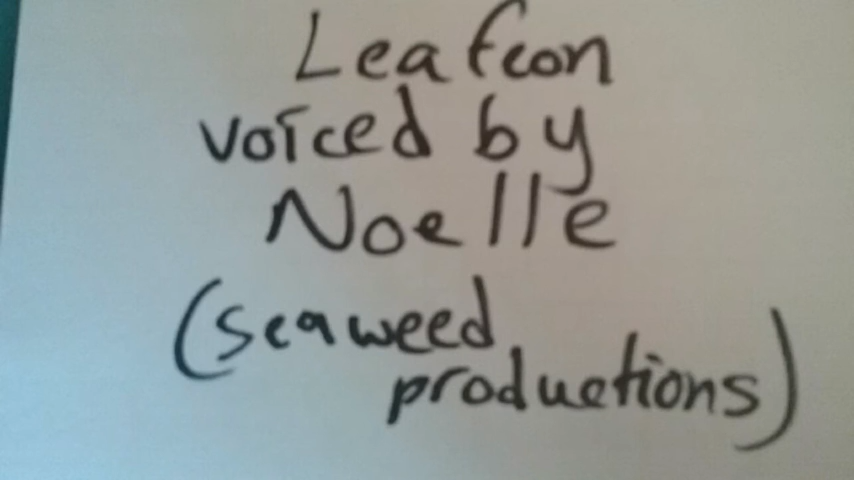 Leafeon
voiced by
Noelle
(seaweed
productions)